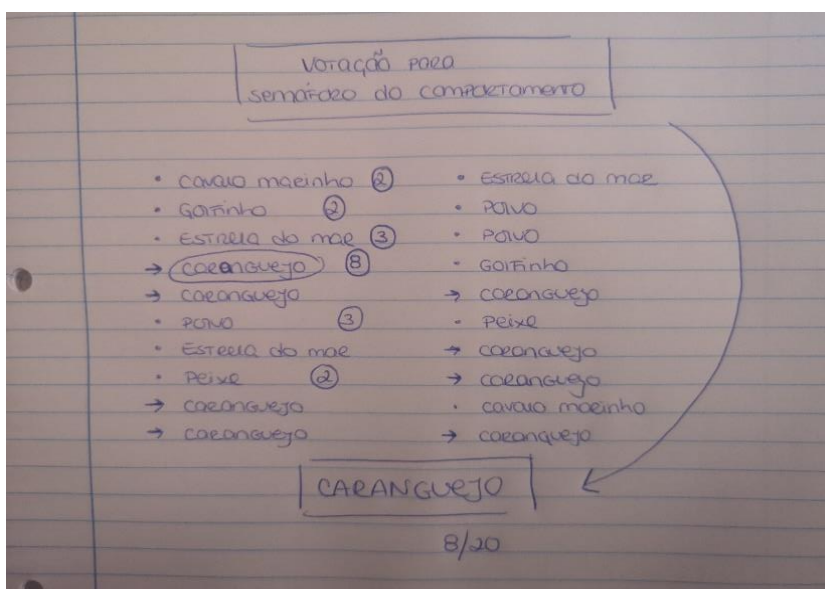 Votação para
semáforo do comportamento
• cavalo marinho ②
• Golfinho ②
• ESTRELA do mar ③
→ caranguejo ⑧
→ caranguejo
• POLVO ③
• ESTRELA do mar
• Peixe ②
→ caranguejo
→ caranguejo
• ESTRELA do mar
• POLVO
• POLVO
• GOLFinho
→ caranguejo
• Peixe
→ caranguejo
→ caranguejo
• cavalo marinho
→ caranguejo
CARANGUEJO
8/20